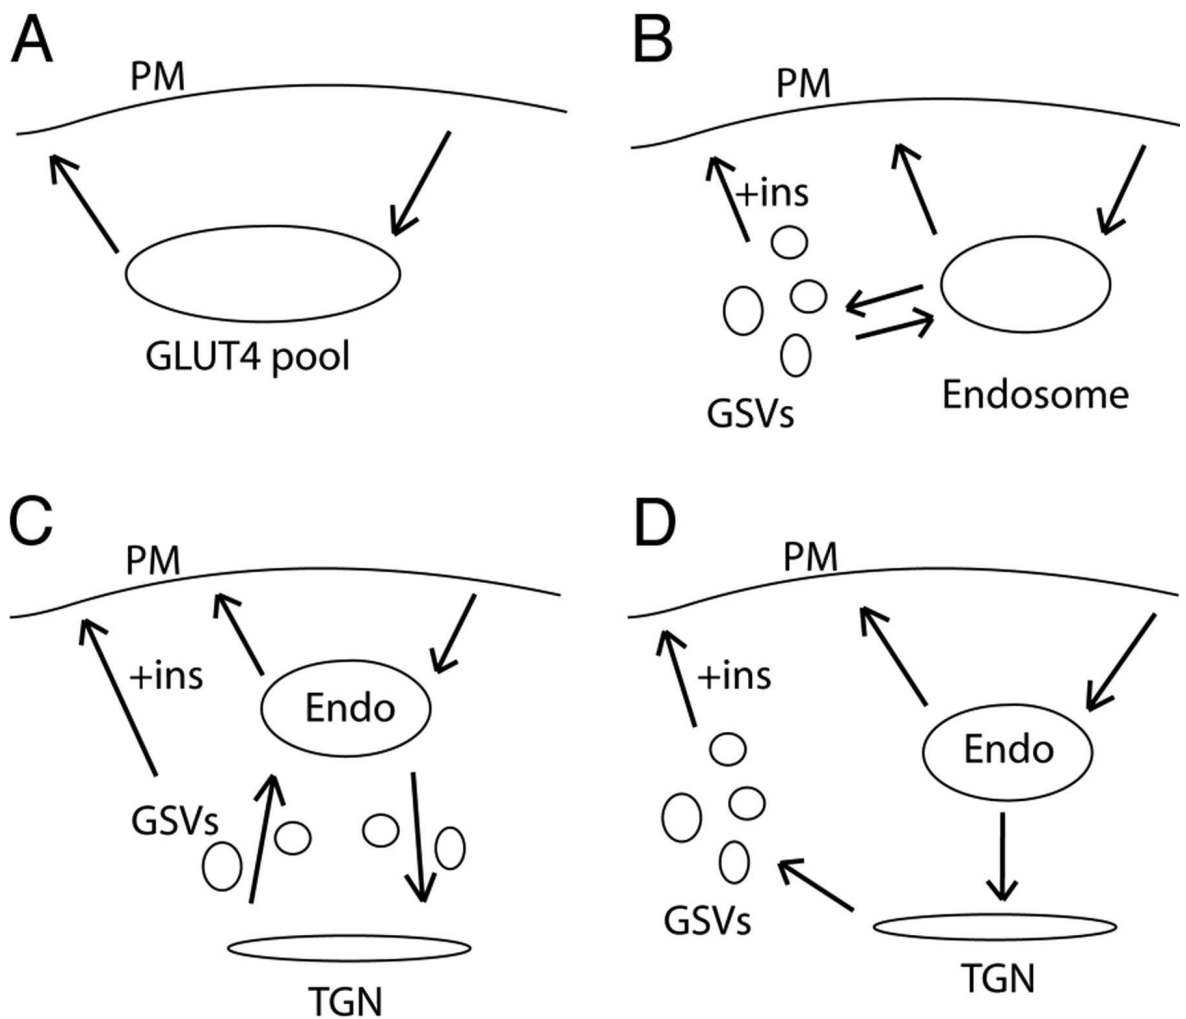 A
PM
GLUT4 pool
B
PM
+ins
GSVs
Endosome
C
PM
+ins
Endo
GSVs
TGN
D
PM
+ins
Endo
GSVs
TGN